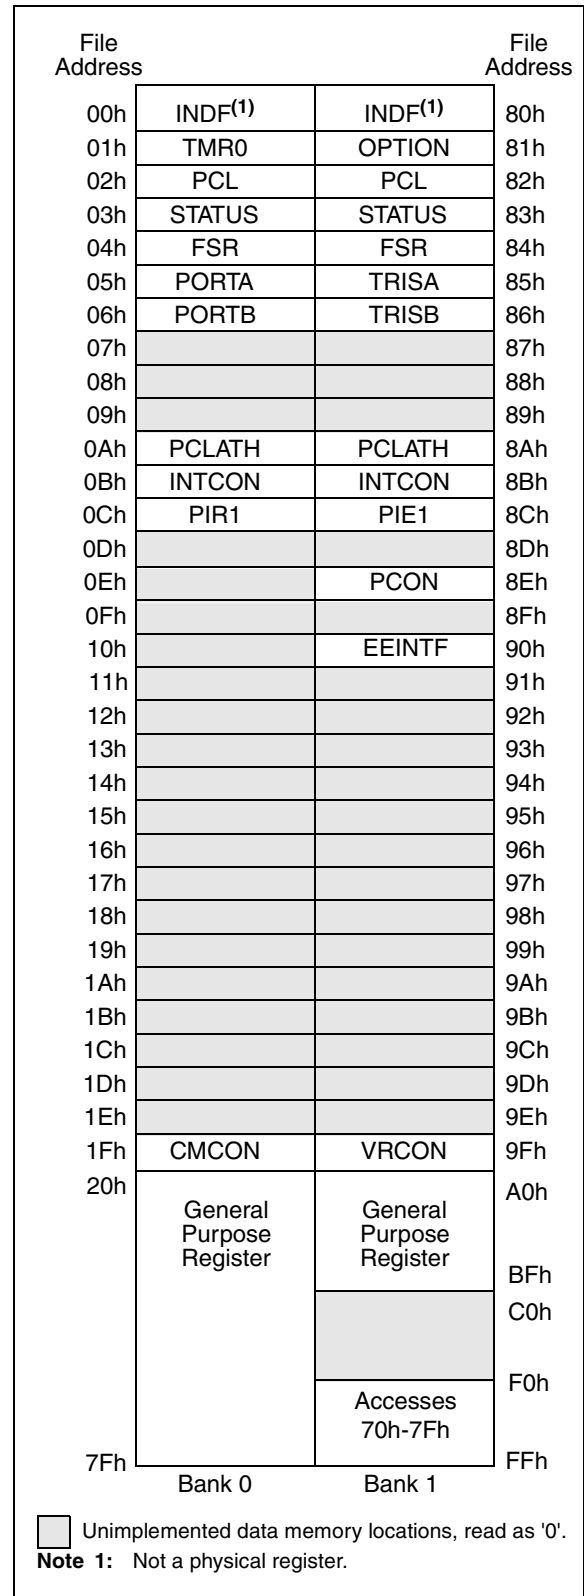 File Address File Address
00h INDF(1) INDF(1) 80h
01h TMR0 OPTION 81h
02h PCL PCL 82h
03h STATUS STATUS 83h
04h FSR FSR 84h
05h PORTA TRISA 85h
06h PORTB TRISB 86h
07h 87h
08h 88h
09h 89h
0Ah PCLATH PCLATH 8Ah
0Bh INTCON INTCON 8Bh
0Ch PIR1 PIE1 8Ch
0Dh 8Dh
0Eh PCON 8Eh
0Fh 8Fh
10h EEINTF 90h
11h 91h
12h 92h
13h 93h
14h 94h
15h 95h
16h 96h
17h 97h
18h 98h
19h 99h
1Ah 9Ah
1Bh 9Bh
1Ch 9Ch
1Dh 9Dh
1Eh 9Eh
1Fh CMCON VRCON 9Fh
20h A0h
General General
Purpose Purpose
Register Register
BFh
C0h
F0h
Accesses
70h-7Fh
7Fh FFh
Bank 0 Bank 1
Unimplemented data memory locations, read as '0'.
Note 1: Not a physical register.